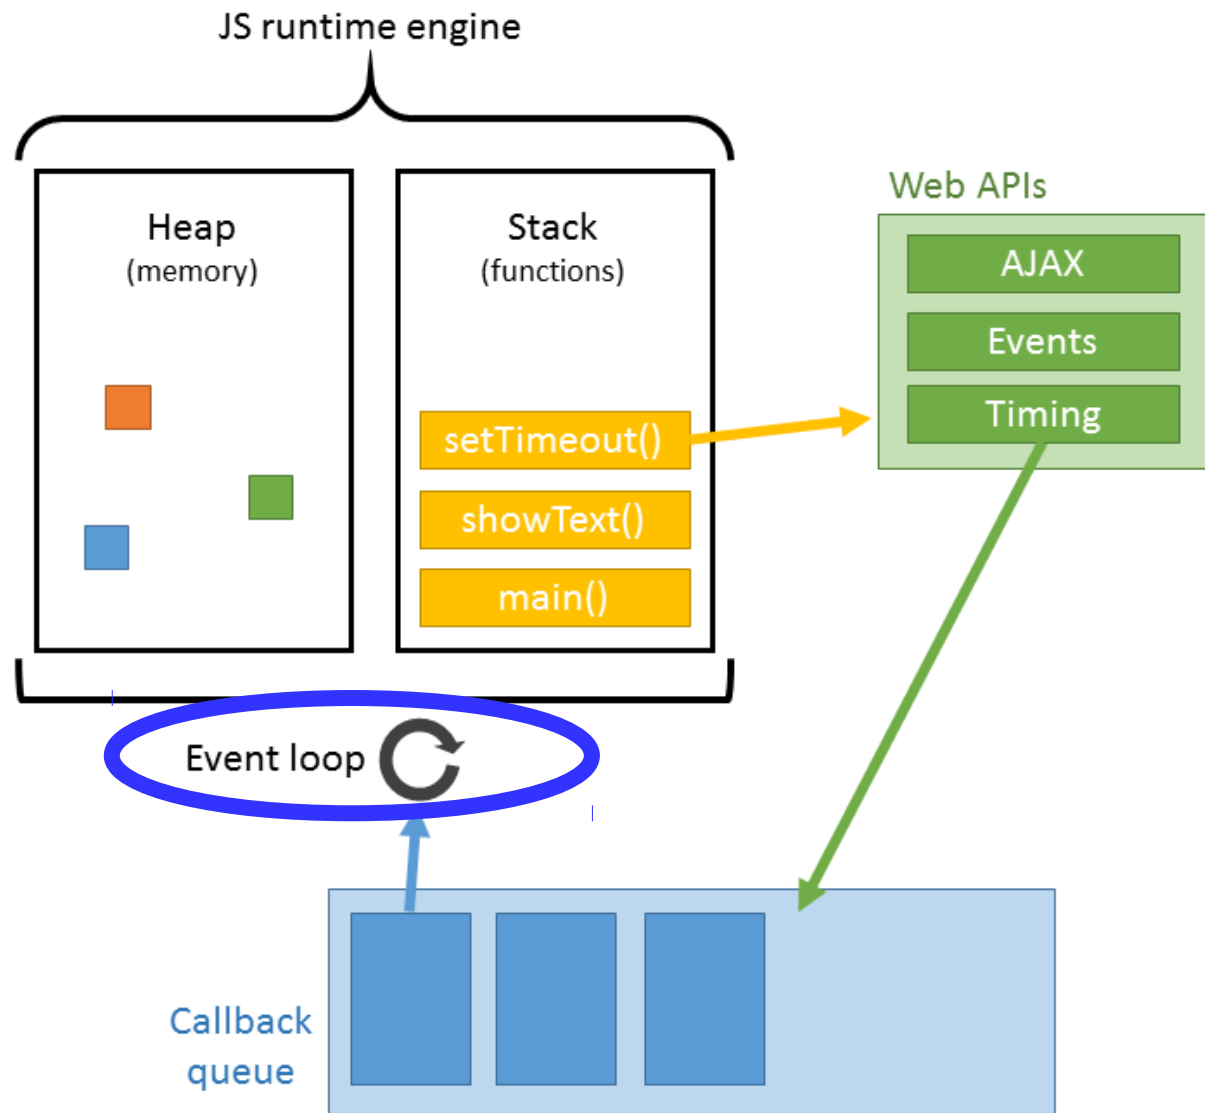 JS runtime engine
Heap
(memory)
Stack
(functions)
setTimeout()
showText()
main()
Web APIs
AJAX
Events
Timing
Event loop
Callback
queue